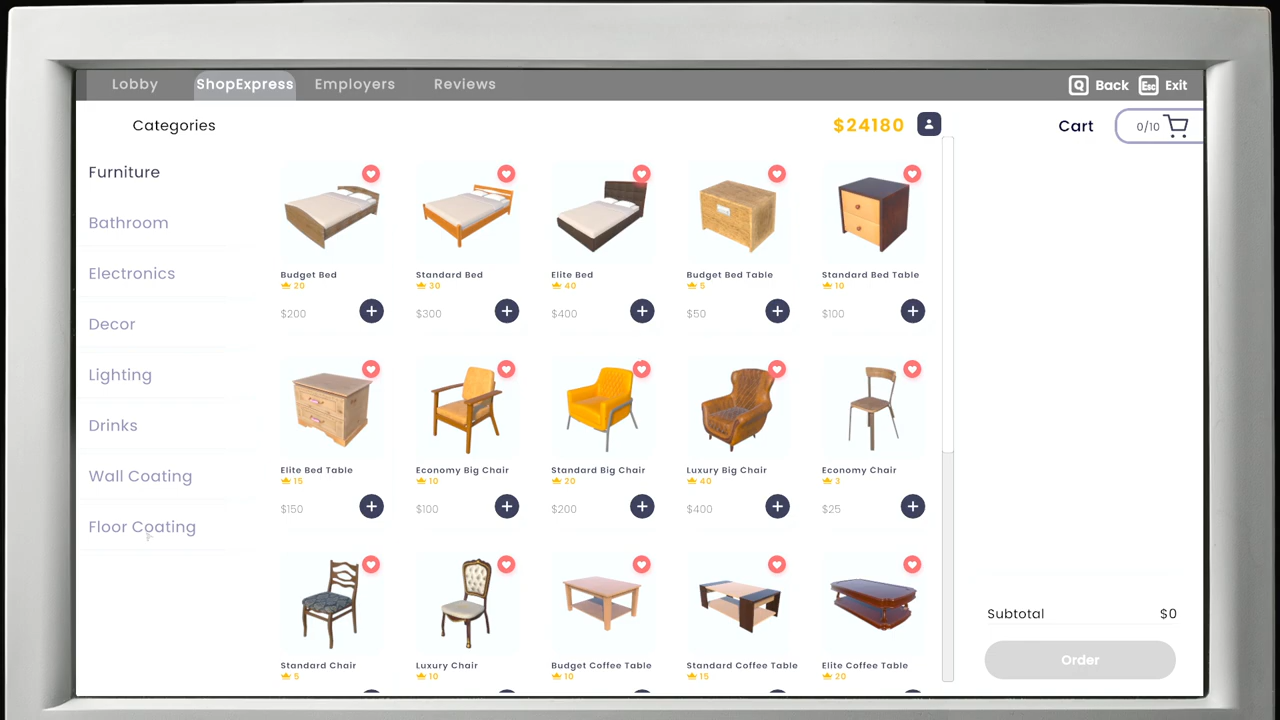 Lobby
ShopExpress
Employers
Reviews
Q Back Esc Exit
Categories
$24180
Cart
0/10
Furniture
Bathroom
Electronics
Decor
Lighting
Drinks
Wall Coating
Floor Coating
Budget Bed
20
$200
Standard Bed
30
$300
Elite Bed
40
$400
Budget Bed Table
5
$50
Standard Bed Table
10
$100
Elite Bed Table
15
$150
Economy Big Chair
10
$100
Standard Big Chair
20
$200
Luxury Big Chair
40
$400
Economy Chair
3
$25
Standard Chair
5
Luxury Chair
10
Budget Coffee Table
10
Standard Coffee Table
15
Elite Coffee Table
20
Subtotal $0
Order